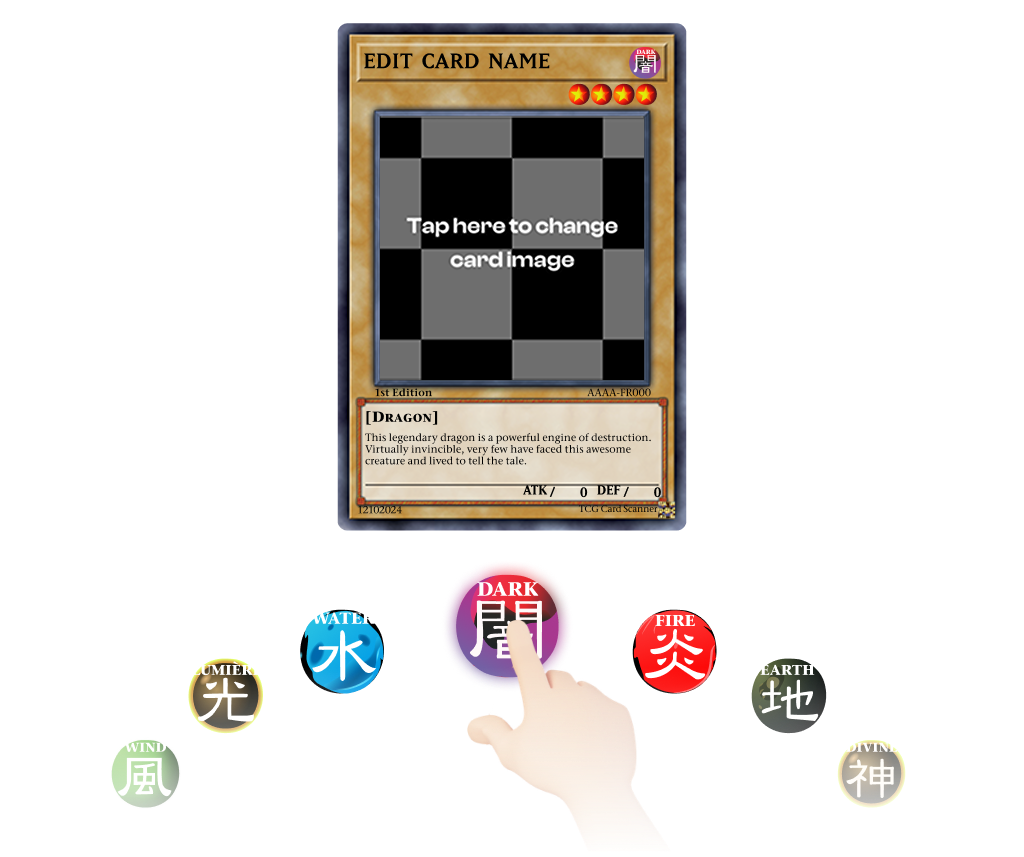 EDIT CARD NAME
DARK
闇
Tap here to change
card image
1st Edition
AAAA-FR000
[DRAGON]
This legendary dragon is a powerful engine of destruction.
Virtually invincible, very few have faced this awesome
creature and lived to tell the tale.
ATK / 0 DEF / 0
12102024
TCG Card Scanner
DARK
闇
WATER
水
FIRE
炎
LUMIÈR
光
EARTH
地
WIND
風
DIVIN
神